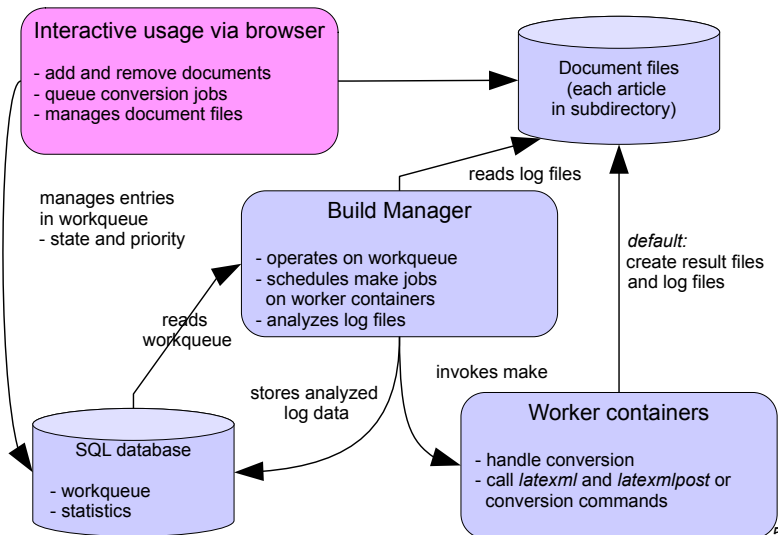 Interactive usage via browser
- add and remove documents
- queue conversion jobs
- manages document files
Document files
(each article
in subdirectory)
reads log files
manages entries
in workqueue
- state and priority
Build Manager
- operates on workqueue
- schedules make jobs
on worker containers
- analyzes log files
default:
create result files
and log files
reads
workqueue
stores analyzed
log data
invokes make
SQL database
- workqueue
- statistics
Worker containers
- handle conversion
- call latexml and latexmlpost or
conversion commands